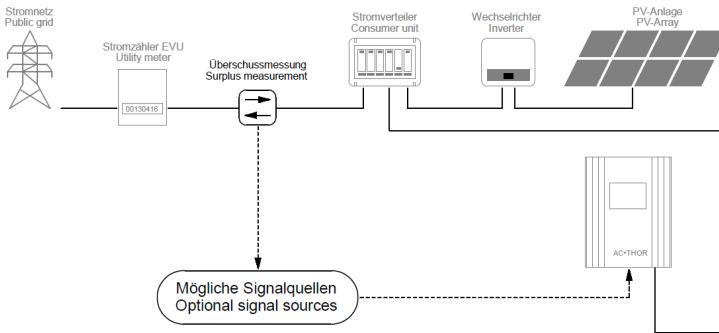 Stromnetz
Public grid
Stromzähler EVU
Utility meter
00130416
Überschussmessung
Surplus measurement
Stromverteiler
Consumer unit
Wechselrichter
Inverter
PV-Anlage
PV-Array
AC•THOR
Mögliche Signalquellen
Optional signal sources